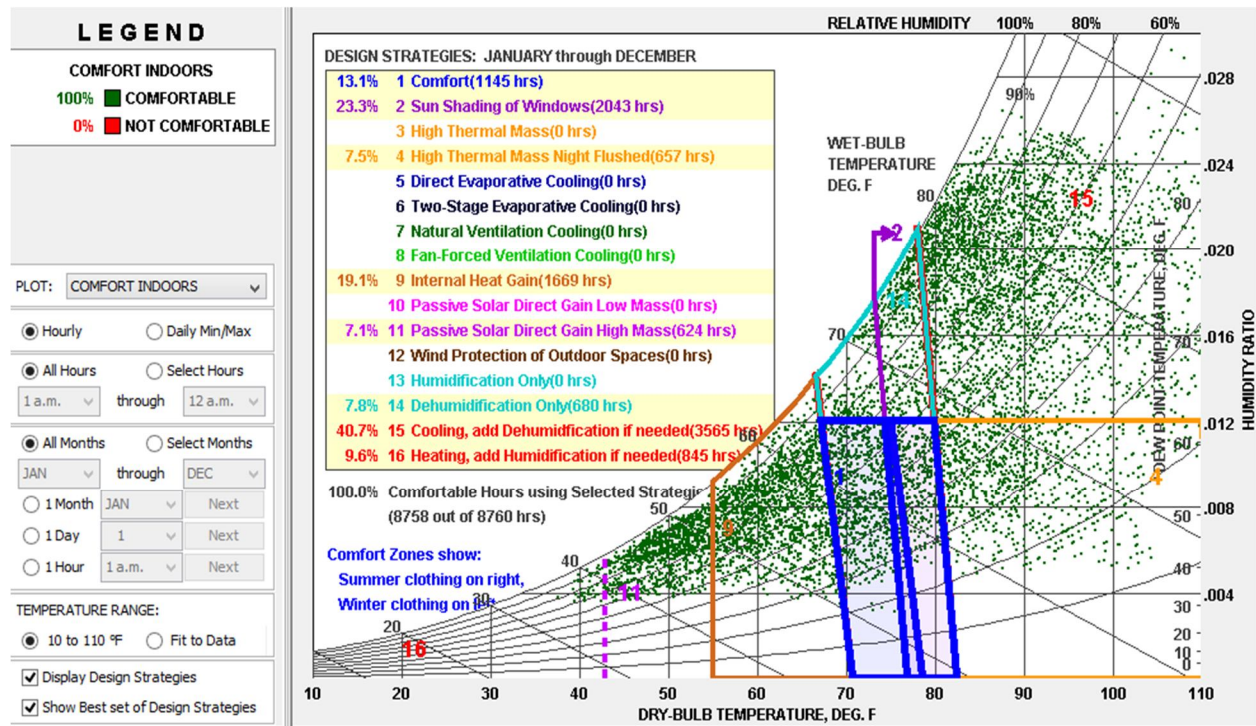 LEGEND
COMFORT INDOORS
100% COMFORTABLE
0% NOT COMFORTABLE
PLOT: COMFORT INDOORS
Hourly Daily Min/Max
All Hours Select Hours
1 a.m. through 12 a.m.
All Months Select Months
JAN through DEC
1 Month JAN Next
1 Day 1 Next
1 Hour 1 a.m. Next
TEMPERATURE RANGE:
10 to 110 °F Fit to Data
Display Design Strategies
Show Best set of Design Strategies
RELATIVE HUMIDITY 100% 80% 60%
DESIGN STRATEGIES: JANUARY through DECEMBER
13.1% 1 Comfort(1145 hrs)
23.3% 2 Sun Shading of Windows(2043 hrs)
3 High Thermal Mass(0 hrs)
7.5% 4 High Thermal Mass Night Flushed(657 hrs)
5 Direct Evaporative Cooling(0 hrs)
6 Two-Stage Evaporative Cooling(0 hrs)
7 Natural Ventilation Cooling(0 hrs)
8 Fan-Forced Ventilation Cooling(0 hrs)
19.1% 9 Internal Heat Gain(1669 hrs)
10 Passive Solar Direct Gain Low Mass(0 hrs)
7.1% 11 Passive Solar Direct Gain High Mass(624 hrs)
12 Wind Protection of Outdoor Spaces(0 hrs)
13 Humidification Only(0 hrs)
7.8% 14 Dehumidification Only(680 hrs)
40.7% 15 Cooling, add Dehumidfication if needed(3565 hrs)
9.6% 16 Heating, add Humidification if needed(845 hrs)
100.0% Comfortable Hours using Selected Strategie
(8758 out of 8760 hrs)
Comfort Zones show:
Summer clothing on right,
Winter clothing on left
90%
WET-BULB
TEMPERATURE
DEG. F
80
70
60
50
40
30
20
2
15
14
1
9
11
16
4
DEW POINT TEMPERATURE, DEG. F
80
70
60
50
40
30
20
10
0
.028
.024
.020
.016
.012
.008
.004
HUMIDITY RATIO
10 20 30 40 50 60 70 80 90 100 110
DRY-BULB TEMPERATURE, DEG. F